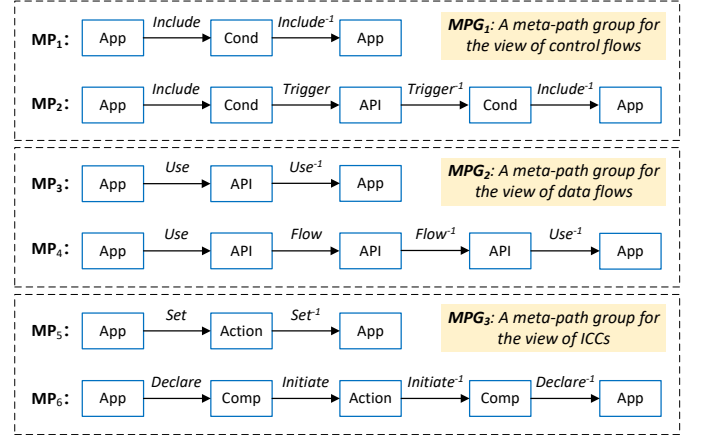 Include Include⁻¹
MP₁: App Cond App
MPG₁: A meta-path group for
the view of control flows
Include Trigger Trigger⁻¹ Include⁻¹
MP₂: App Cond API Cond App
Use Use⁻¹
MP₃: App API App
MPG₂: A meta-path group for
the view of data flows
Use Flow Flow⁻¹ Use⁻¹
MP₄: App API API API App
Set Set⁻¹
MP₅: App Action App
MPG₃: A meta-path group for
the view of ICCs
Declare Initiate Initiate⁻¹ Declare⁻¹
MP₆: App Comp Action Comp App